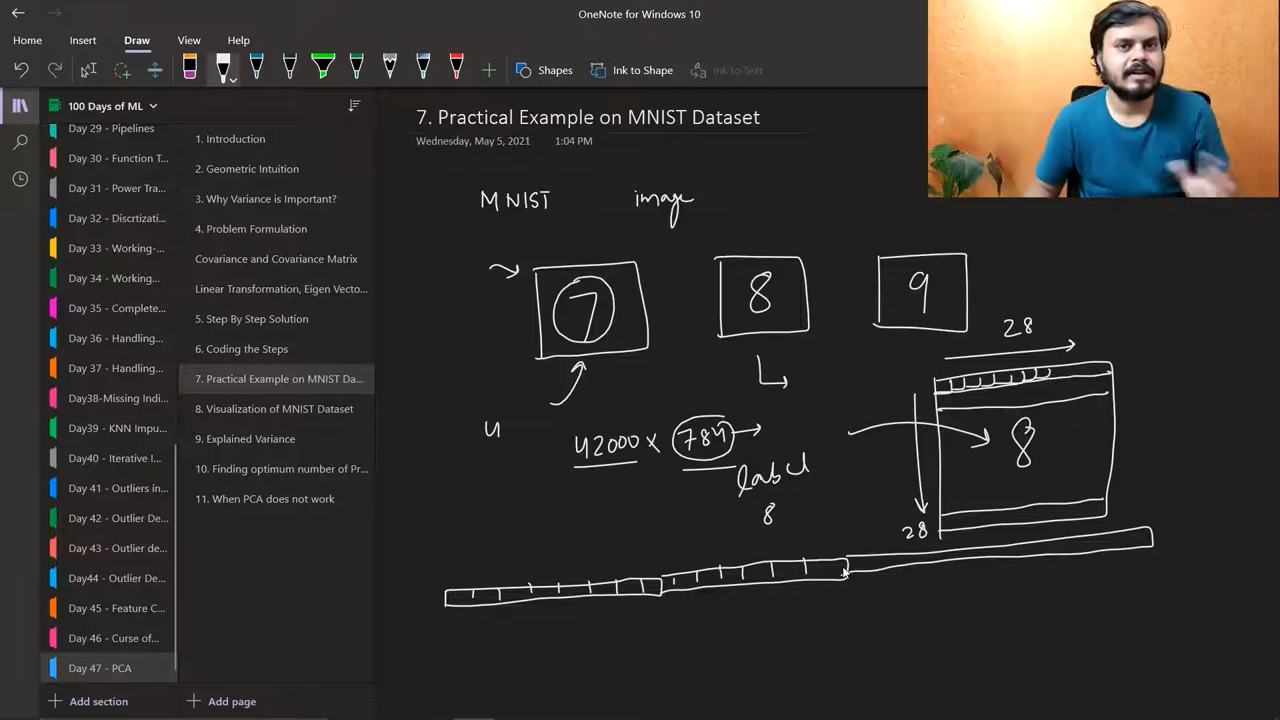 OneNote for Windows 10
Home Insert Draw View Help
Shapes Ink to Shape Ink to Text
100 Days of ML
Day 29 - Pipelines
Day 30 - Function T...
Day 31 - Power Tra...
Day 32 - Discrtizati...
Day 33 - Working-...
Day 34 - Working...
Day 35 - Complete...
Day 36 - Handling...
Day 37 - Handling...
Day38-Missing Indi...
Day39 - KNN Impu...
Day40 - Iterative I...
Day 41 - Outliers in...
Day 42 - Outlier De...
Day 43 - Outlier de...
Day44 - Outlier De...
Day 45 - Feature C...
Day 46 - Curse of...
Day 47 - PCA
Add section
1. Introduction
2. Geometric Intuition
3. Why Variance is Important?
4. Problem Formulation
Covariance and Covariance Matrix
Linear Transformation, Eigen Vecto...
5. Step By Step Solution
6. Coding the Steps
7. Practical Example on MNIST Da...
8. Visualization of MNIST Dataset
9. Explained Variance
10. Finding optimum number of Pr...
11. When PCA does not work
Add page
7. Practical Example on MNIST Dataset
Wednesday, May 5, 2021 1:04 PM
MNIST image
7 8 9
28
4 42000 x 784
label
8
8
28